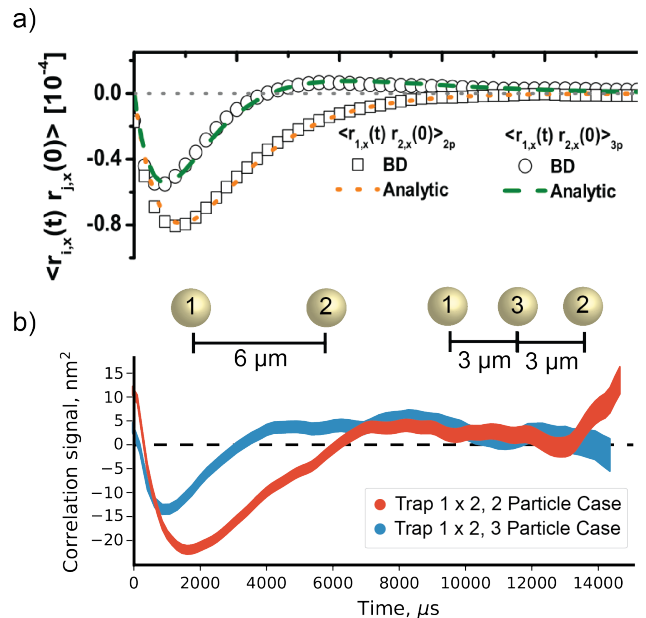 a)
<r_{i,x}(t) r_{j,x}(0)> [10^{-4}]
0.0
-0.4
-0.8
<r_{1,x}(t) r_{2,x}(0)>_{2p} <r_{1,x}(t) r_{2,x}(0)>_{3p}
BD BD
Analytic Analytic
b)
1 2 1 3 2
6 μm 3 μm 3 μm
Correlation signal, nm²
15
10
5
0
−5
−10
−15
−20
Trap 1 x 2, 2 Particle Case
Trap 1 x 2, 3 Particle Case
0 2000 4000 6000 8000 10000 12000 14000
Time, μs